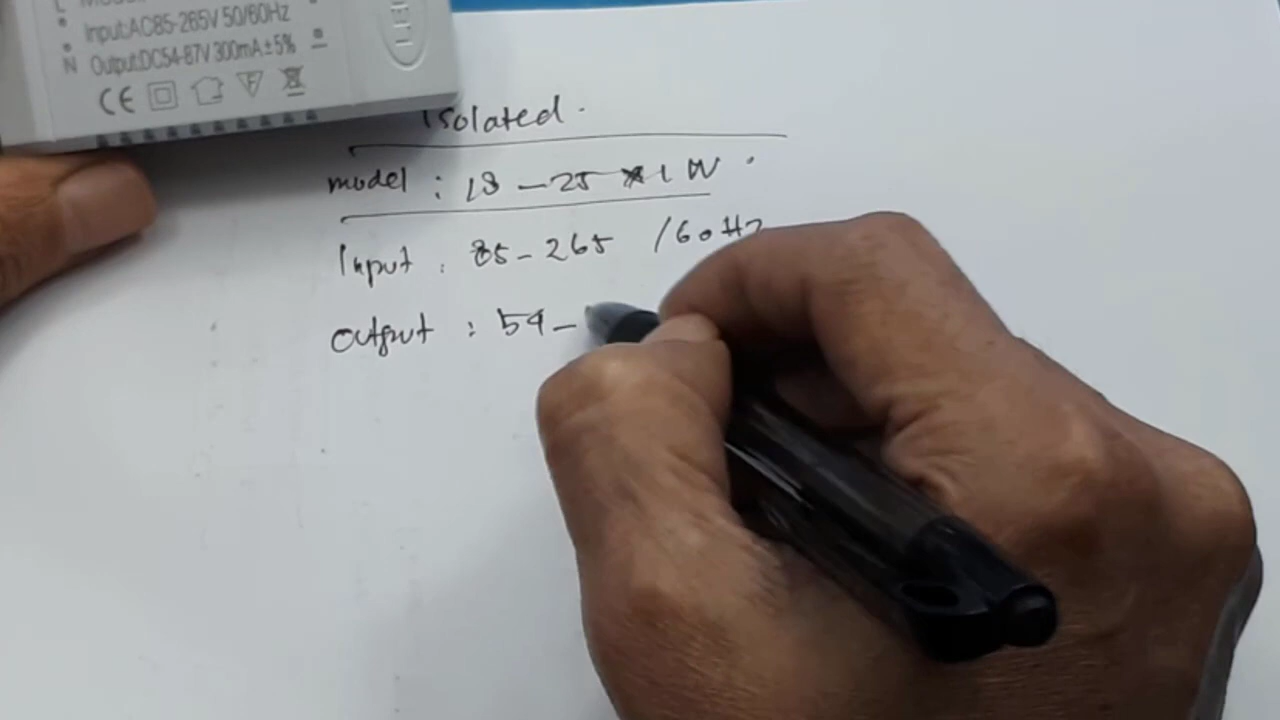 Input:AC85-265V 50/60Hz
N Output:DC54-87V 300mA±5%
CE F
Isolated.
model : 18-25 *1 W
Input : 85-265 /60Hz
output : 54-